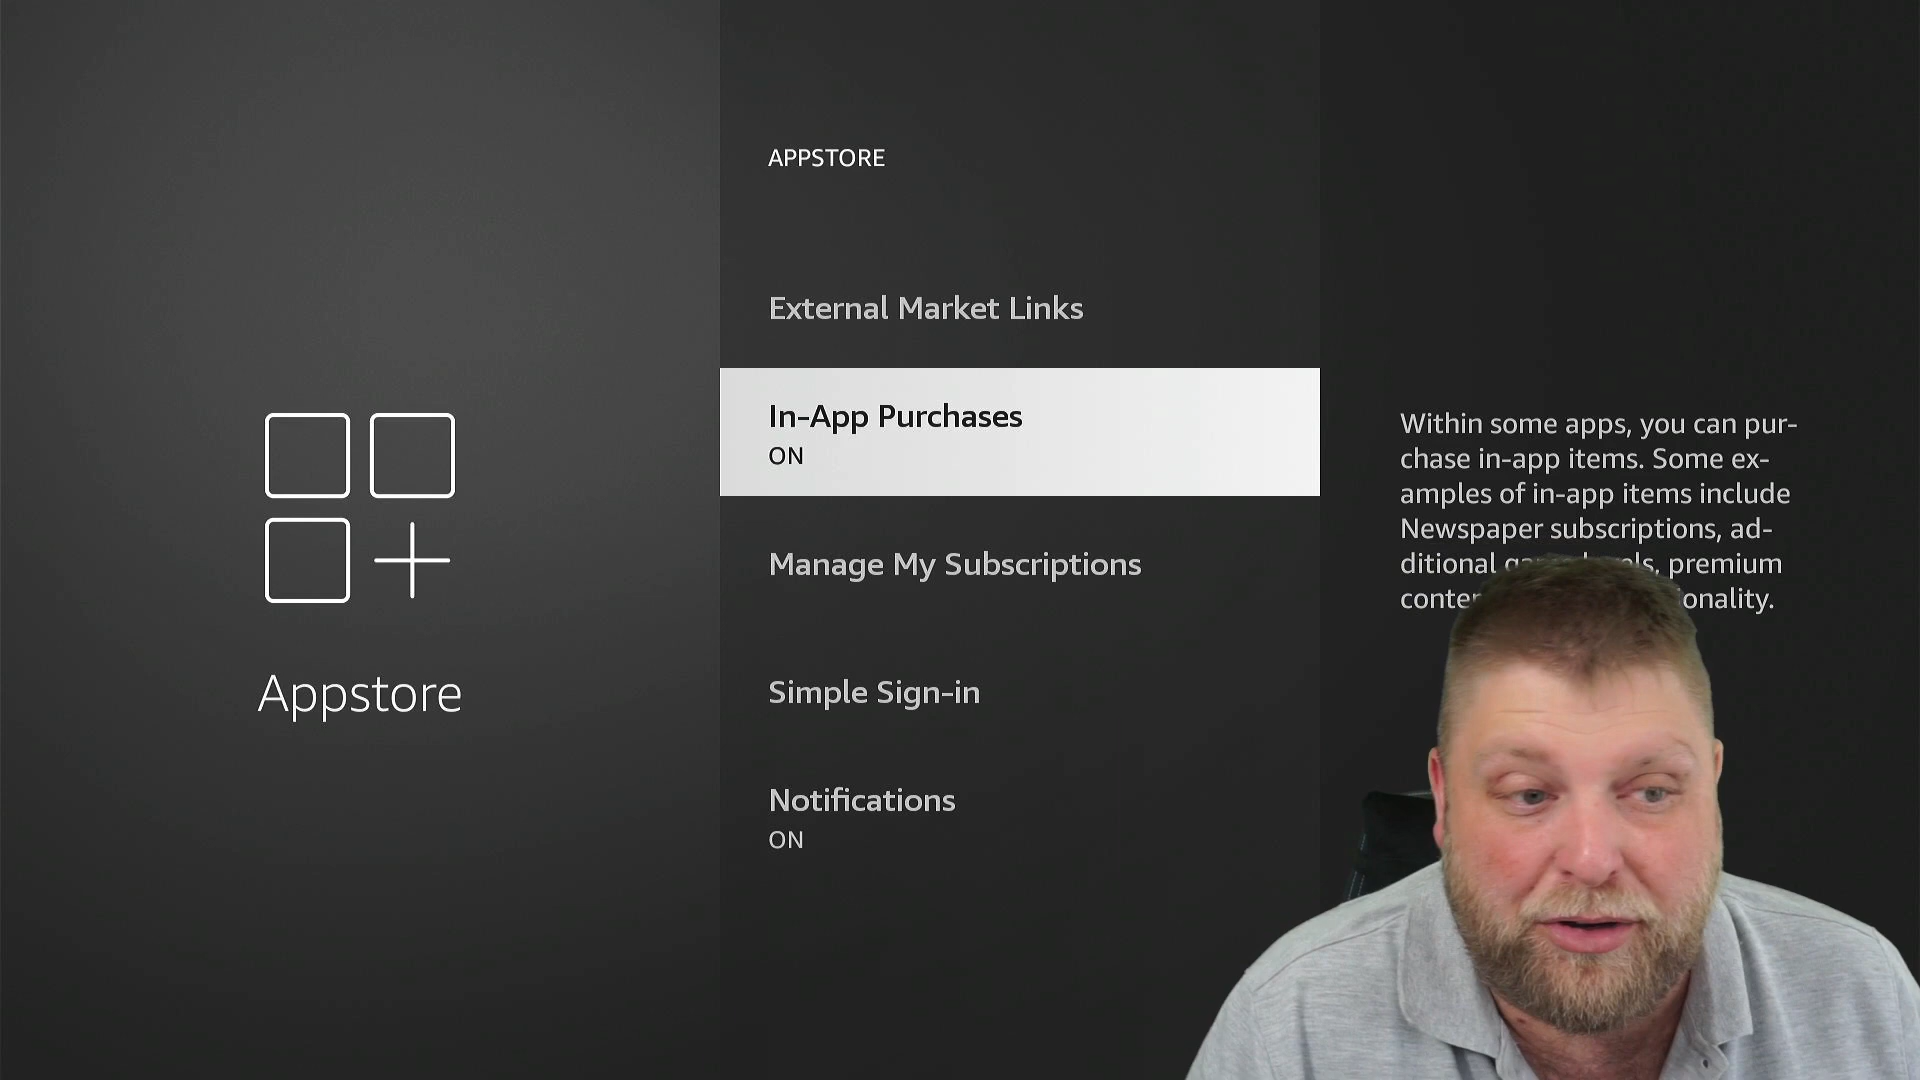 APPSTORE
External Market Links
In-App Purchases
ON
Manage My Subscriptions
Simple Sign-in
Notifications
ON
Appstore
Within some apps, you can pur-
chase in-app items. Some ex-
amples of in-app items include
Newspaper subscriptions, ad-
ditional premium